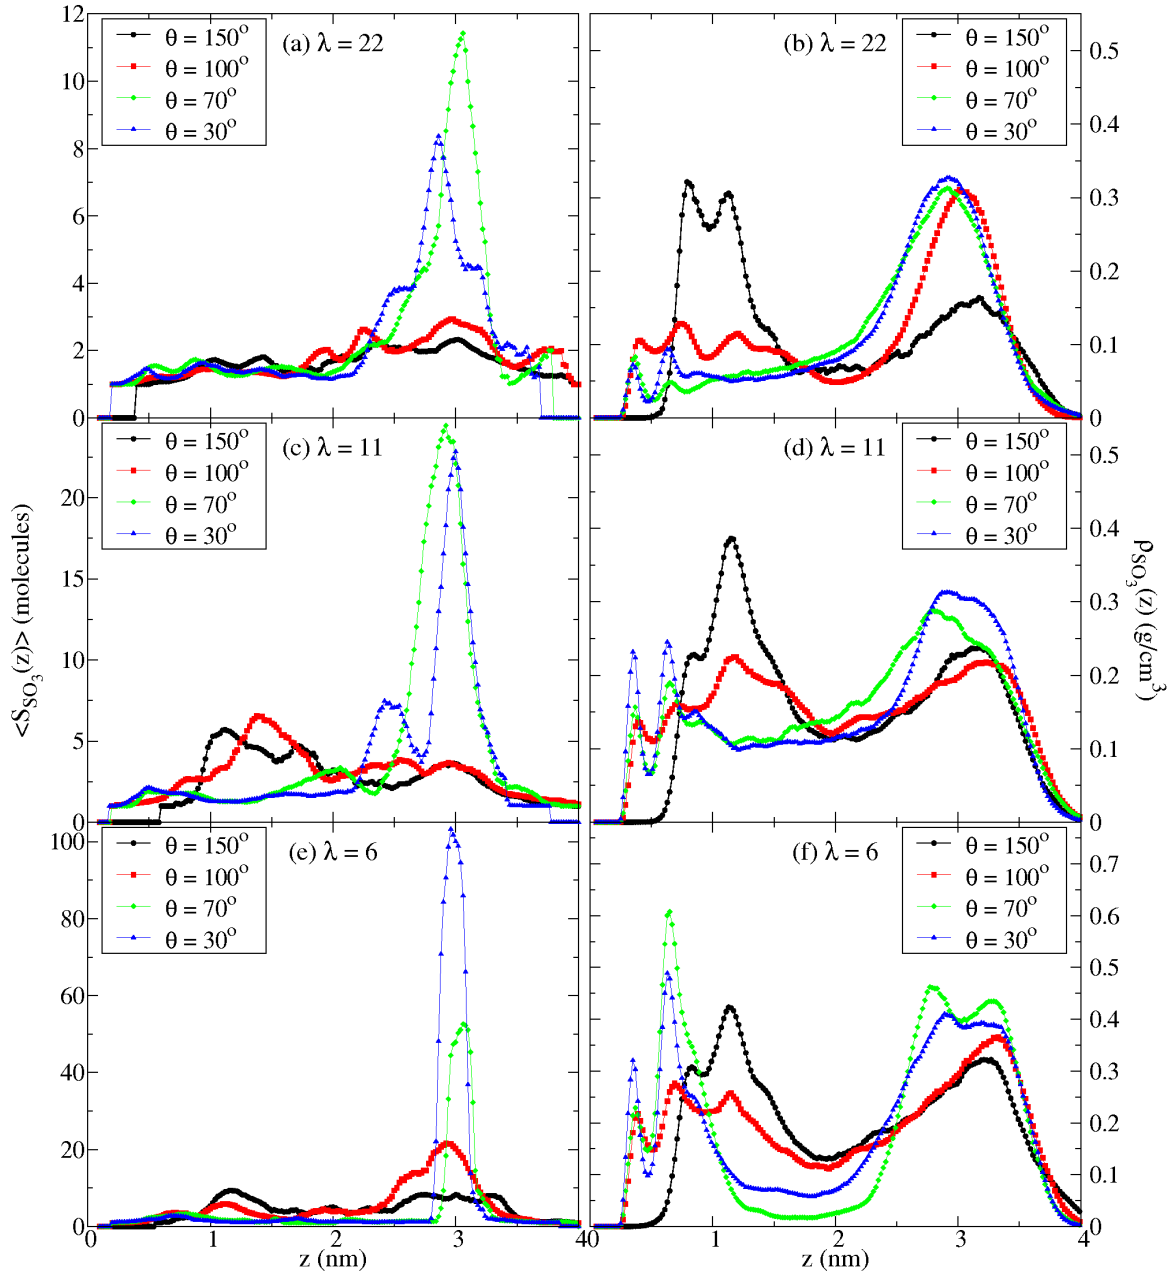 (a) λ = 22
θ = 150°
θ = 100°
θ = 70°
θ = 30°
12
10
8
6
4
2
0
(b) λ = 22
θ = 150°
θ = 100°
θ = 70°
θ = 30°
0.5
0.4
0.3
0.2
0.1
0
(c) λ = 11
θ = 150°
θ = 100°
θ = 70°
θ = 30°
20
15
10
5
0
(d) λ = 11
θ = 150°
θ = 100°
θ = 70°
θ = 30°
0.5
0.4
0.3
0.2
0.1
0
(e) λ = 6
θ = 150°
θ = 100°
θ = 70°
θ = 30°
100
80
60
40
20
0
(f) λ = 6
θ = 150°
θ = 100°
θ = 70°
θ = 30°
0.7
0.6
0.5
0.4
0.3
0.2
0.1
0
0 1 2 3 4
0 1 2 3 4
z (nm)
z (nm)
<S_SO₃(z)> (molecules)
ρ_SO₃(z) (g/cm³)